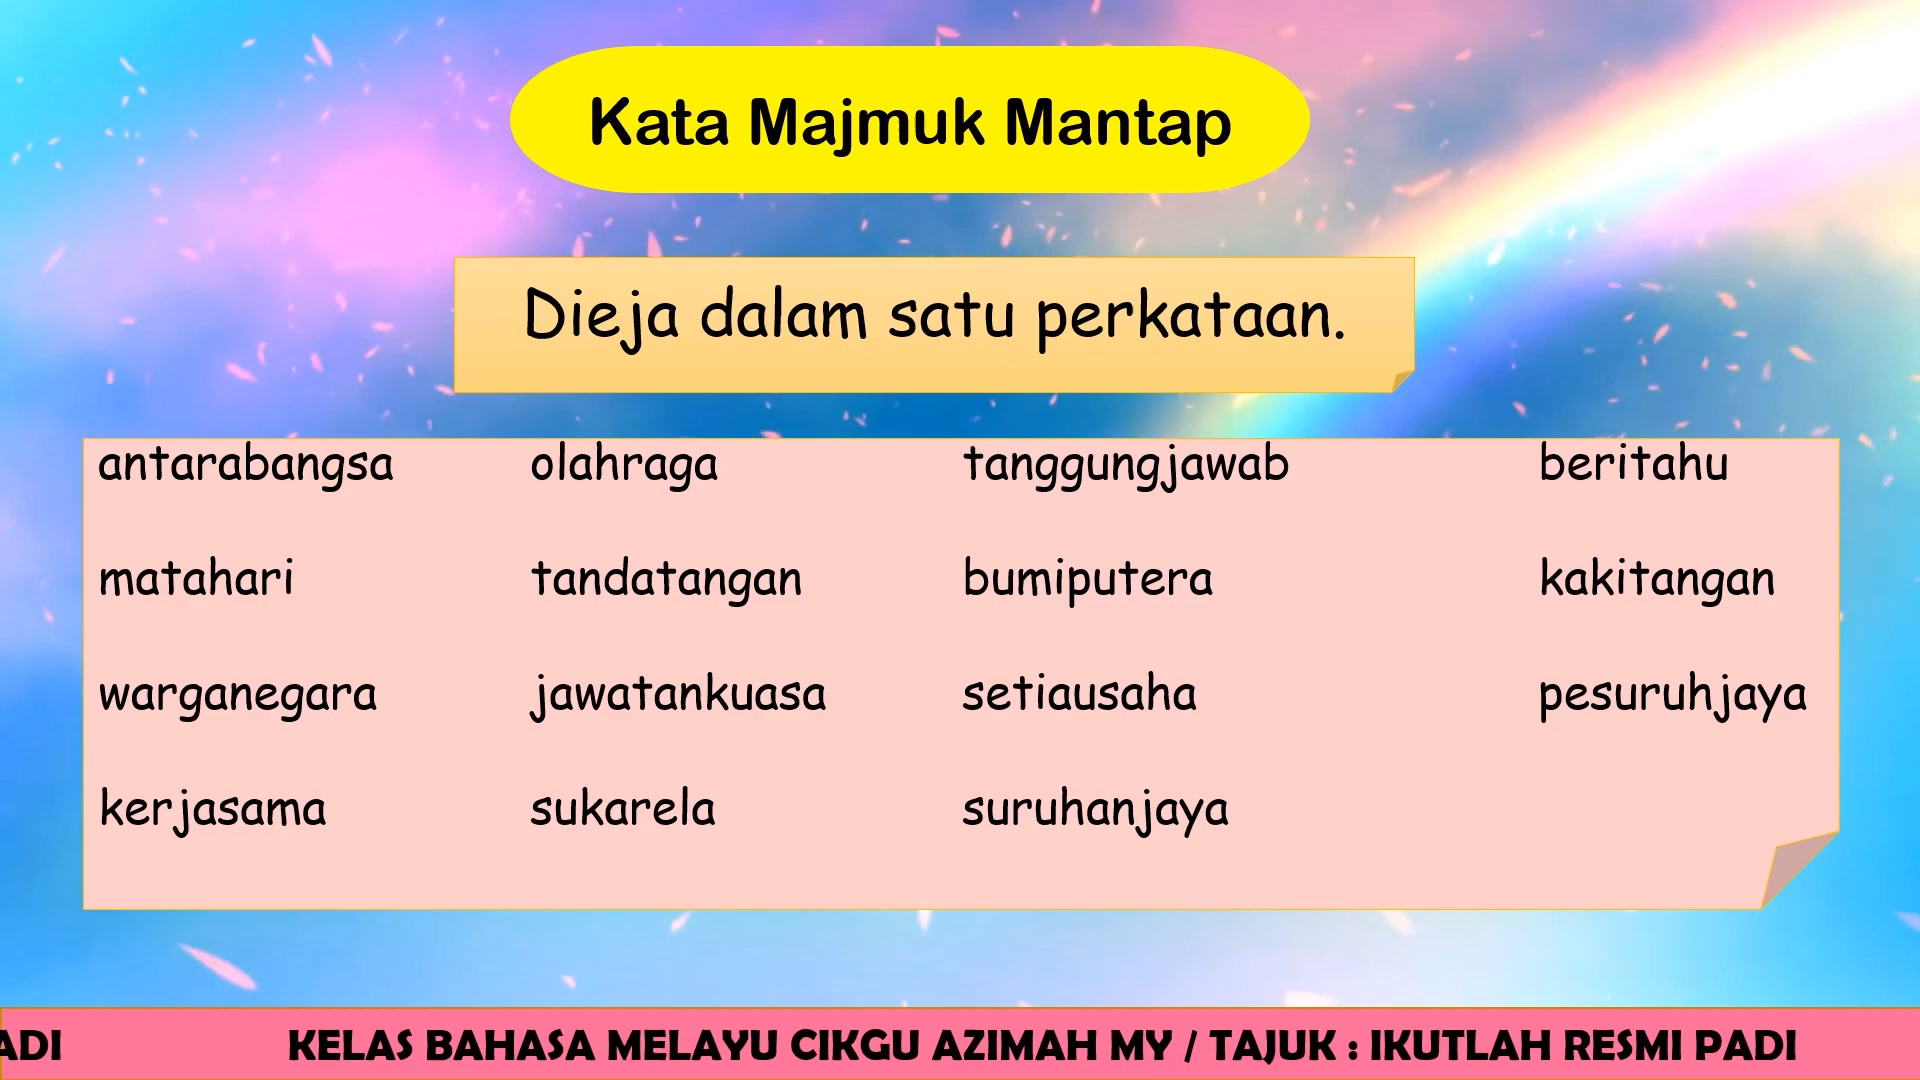 Kata Majmuk Mantap
Dieja dalam satu perkataan.
antarabangsa olahraga tanggungjawab beritahu
matahari tandatangan bumiputera kakitangan
warganegara jawatankuasa setiausaha pesuruhjaya
kerjasama sukarela suruhanjaya
ADI KELAS BAHASA MELAYU CIKGU AZIMAH MY / TAJUK : IKUTLAH RESMI PADI